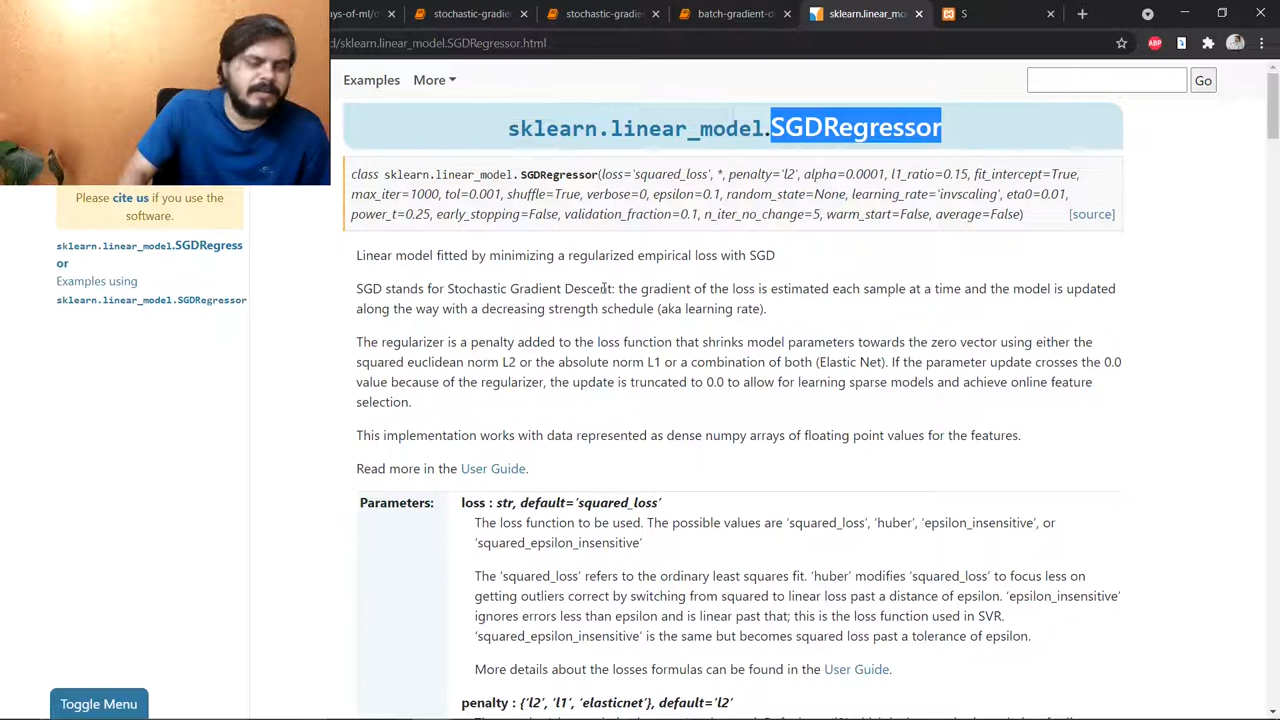 ys-of-ml/d
stochastic-gradie
stochastic-gradie
batch-gradient-d
sklearn.linear_mo
S
d/sklearn.linear_model.SGDRegressor.html
ABP
Examples More
Go
sklearn.linear_model.SGDRegressor
class sklearn.linear_model.SGDRegressor(loss='squared_loss', *, penalty='l2', alpha=0.0001, l1_ratio=0.15, fit_intercept=True,
max_iter=1000, tol=0.001, shuffle=True, verbose=0, epsilon=0.1, random_state=None, learning_rate='invscaling', eta0=0.01,
power_t=0.25, early_stopping=False, validation_fraction=0.1, n_iter_no_change=5, warm_start=False, average=False) [source]
Please cite us if you use the
software.
sklearn.linear_model.SGDRegress
or
Examples using
sklearn.linear_model.SGDRegressor
Linear model fitted by minimizing a regularized empirical loss with SGD
SGD stands for Stochastic Gradient Descent: the gradient of the loss is estimated each sample at a time and the model is updated
along the way with a decreasing strength schedule (aka learning rate).
The regularizer is a penalty added to the loss function that shrinks model parameters towards the zero vector using either the
squared euclidean norm L2 or the absolute norm L1 or a combination of both (Elastic Net). If the parameter update crosses the 0.0
value because of the regularizer, the update is truncated to 0.0 to allow for learning sparse models and achieve online feature
selection.
This implementation works with data represented as dense numpy arrays of floating point values for the features.
Read more in the User Guide.
Parameters: loss : str, default='squared_loss'
The loss function to be used. The possible values are 'squared_loss', 'huber', 'epsilon_insensitive', or
'squared_epsilon_insensitive'
The 'squared_loss' refers to the ordinary least squares fit. 'huber' modifies 'squared_loss' to focus less on
getting outliers correct by switching from squared to linear loss past a distance of epsilon. 'epsilon_insensitive'
ignores errors less than epsilon and is linear past that; this is the loss function used in SVR.
'squared_epsilon_insensitive' is the same but becomes squared loss past a tolerance of epsilon.
More details about the losses formulas can be found in the User Guide.
penalty : {'l2', 'l1', 'elasticnet'}, default='l2'
Toggle Menu